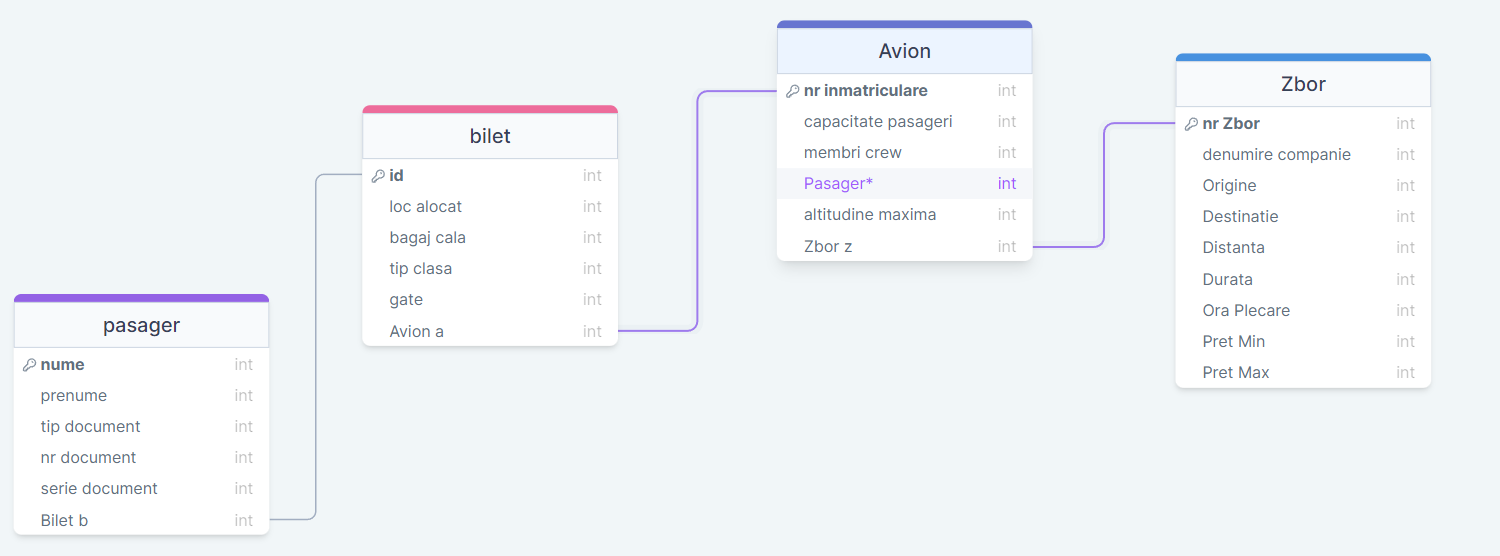 pasager
nume int
prenume int
tip document int
nr document int
serie document int
Bilet b int
bilet
id int
loc alocat int
bagaj cala int
tip clasa int
gate int
Avion a int
Avion
nr inmatriculare int
capacitate pasageri int
membri crew int
Pasager* int
altitudine maxima int
Zbor z int
Zbor
nr Zbor int
denumire companie int
Origine int
Destinatie int
Distanta int
Durata int
Ora Plecare int
Pret Min int
Pret Max int